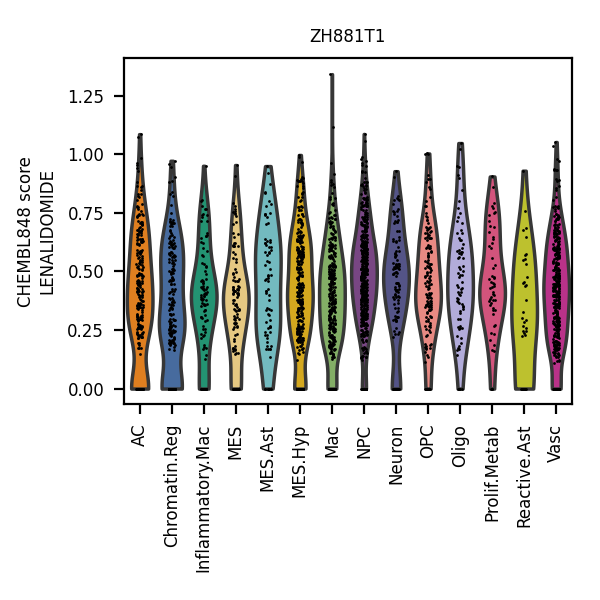 ZH881T1
CHEMBL848 score
LENALIDOMIDE
1.25
1.00
0.75
0.50
0.25
0.00
AC
Chromatin.Reg
Inflammatory.Mac
MES
MES.Ast
MES.Hyp
Mac
NPC
Neuron
OPC
Oligo
Prolif.Metab
Reactive.Ast
Vasc